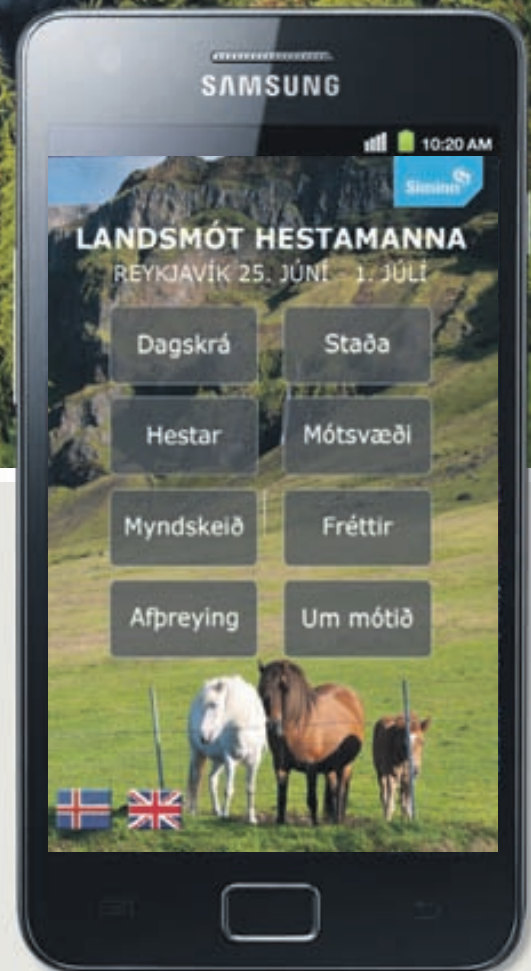 SAMSUNG
10:20 AM
Síminn
LANDSMÓT HESTAMANNA
REYKJAVÍK 25. JÚNÍ - 1. JÚLÍ
Dagskrá Staða
Hestar Mótsvæði
Myndskeið Fréttir
Afþreying Um mótið